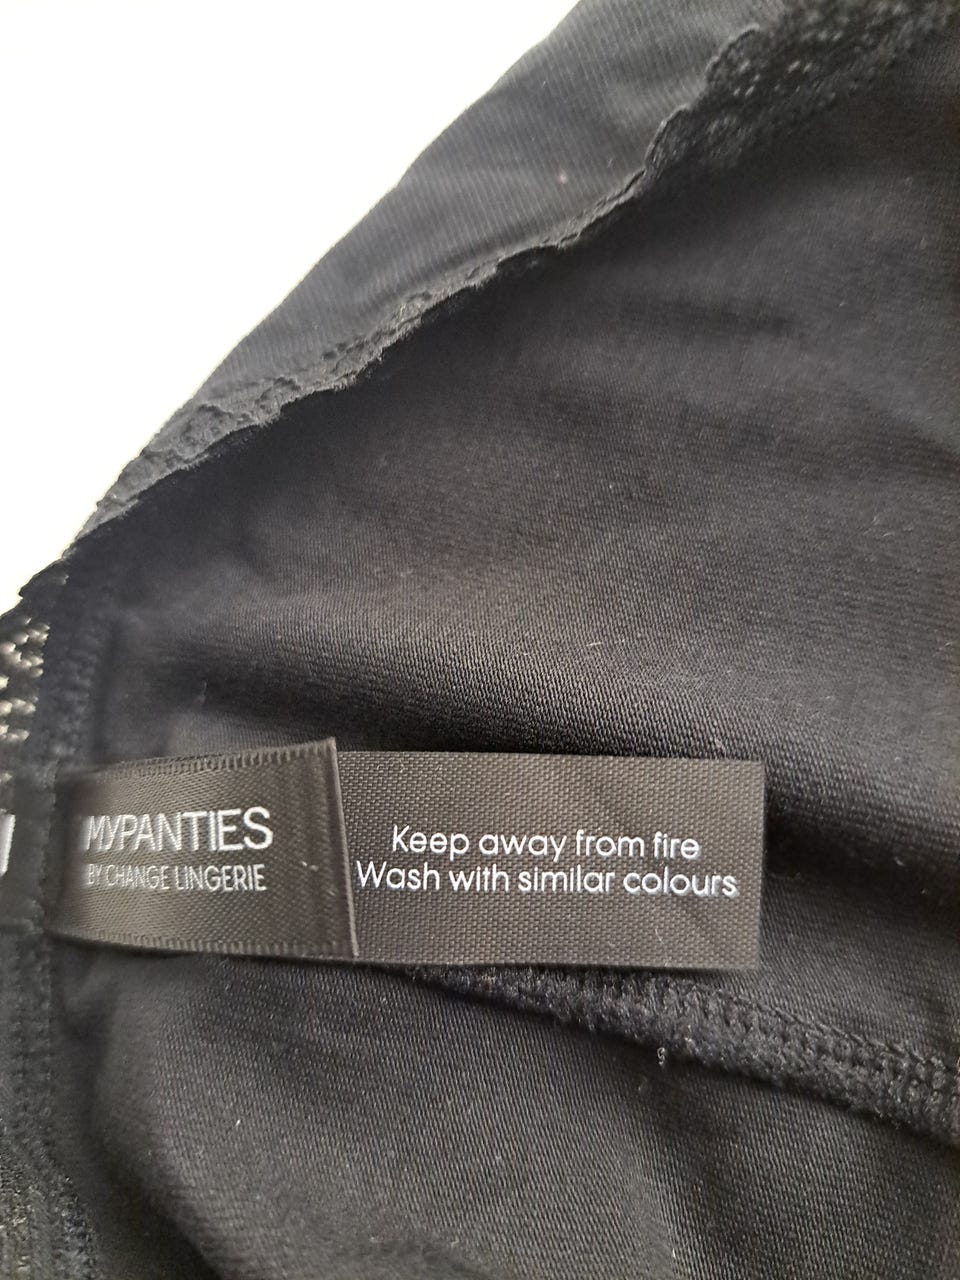 MYPANTIES
BY CHANGE LINGERIE
Keep away from fire
Wash with similar colours